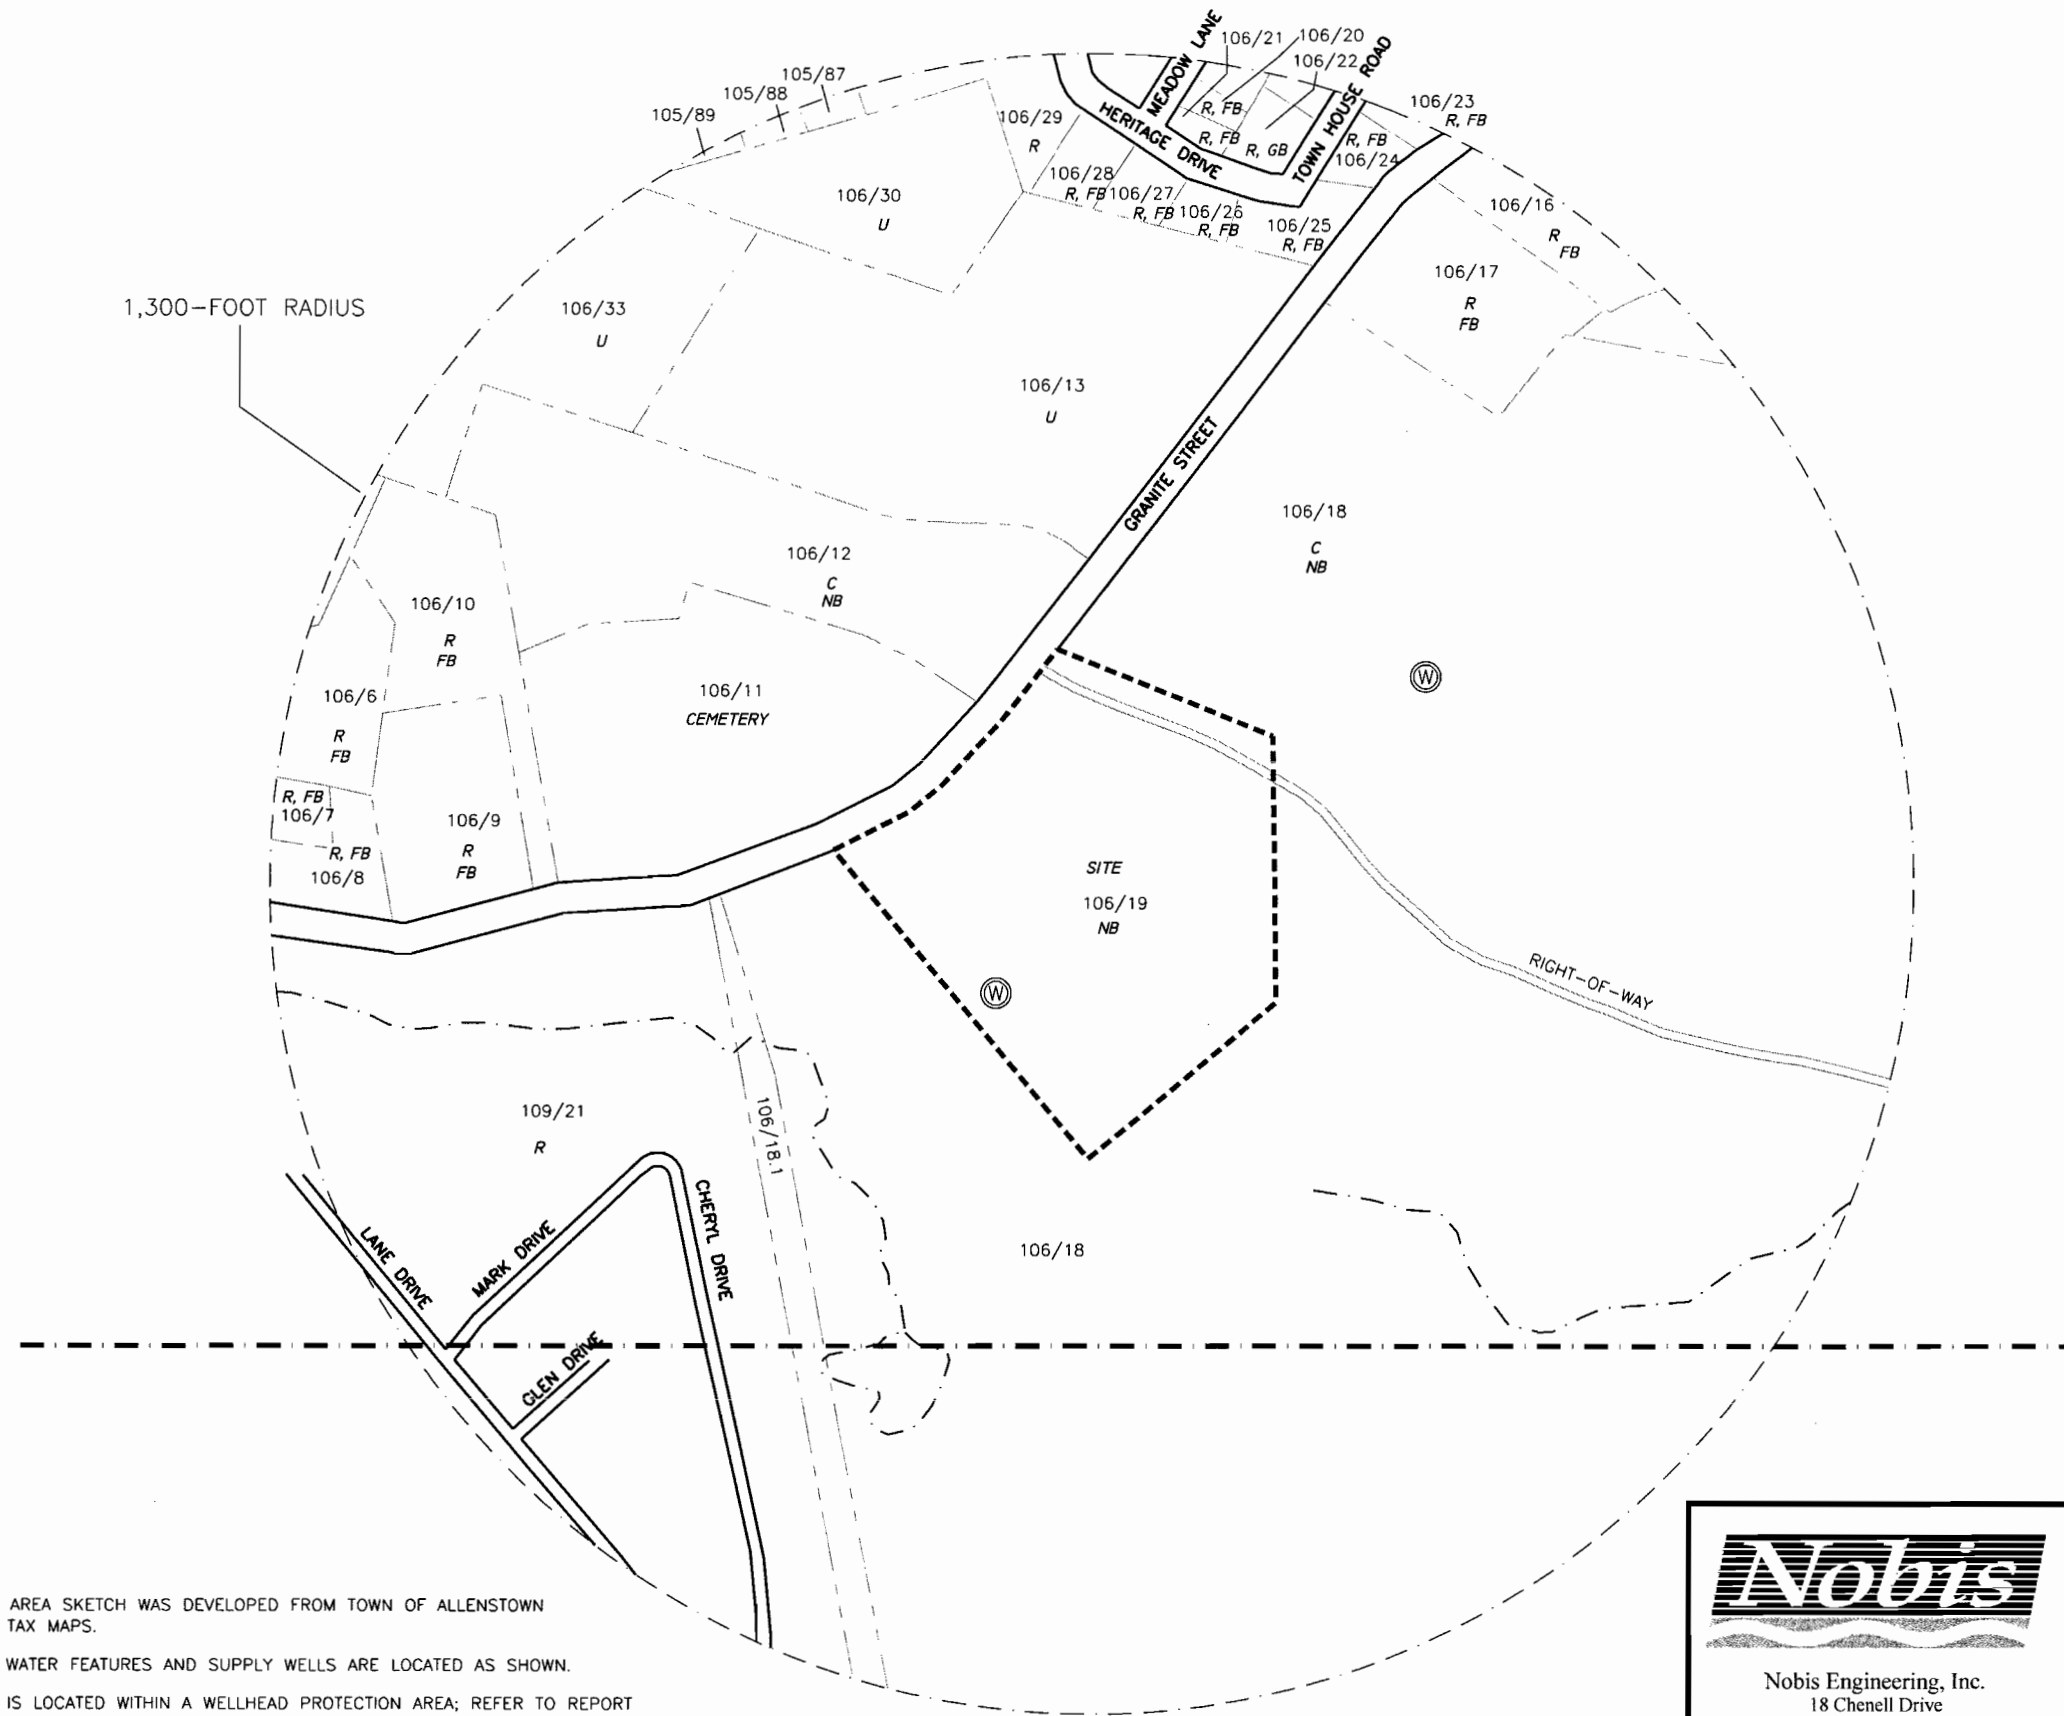 MEADOW LANE
106/21
106/20
106/22
TOWN HOUSE ROAD
105/87
105/88
105/89
106/23
R, FB
R, FB
R, FB
R, GB
R, FB
106/24
HERITAGE DRIVE
106/29
R
106/28
R, FB
106/27
R, FB
106/26
R, FB
106/25
R, FB
106/16
R
FB
106/17
R
FB
106/30
U
1,300-FOOT RADIUS
106/33
U
106/13
U
GRANITE STREET
106/18
C
NB
106/12
C
NB
106/10
R
FB
106/11
CEMETERY
106/6
R
FB
R, FB
106/7
106/9
R
FB
R, FB
106/8
W
SITE
106/19
NB
W
RIGHT-OF-WAY
109/21
R
106/18.1
LANE DRIVE
MARK DRIVE
CHERYL DRIVE
106/18
GLEN DRIVE
AREA SKETCH WAS DEVELOPED FROM TOWN OF ALLENSTOWN
TAX MAPS.
WATER FEATURES AND SUPPLY WELLS ARE LOCATED AS SHOWN.
IS LOCATED WITHIN A WELLHEAD PROTECTION AREA; REFER TO REPORT
Nobis
Nobis Engineering, Inc.
18 Chenell Drive